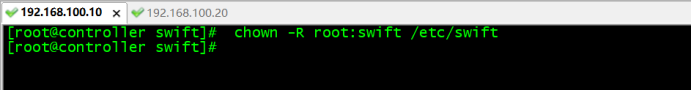 192.168.100.10 × 192.168.100.20
[root@controller swift]#  chown -R root:swift /etc/swift
[root@controller swift]#